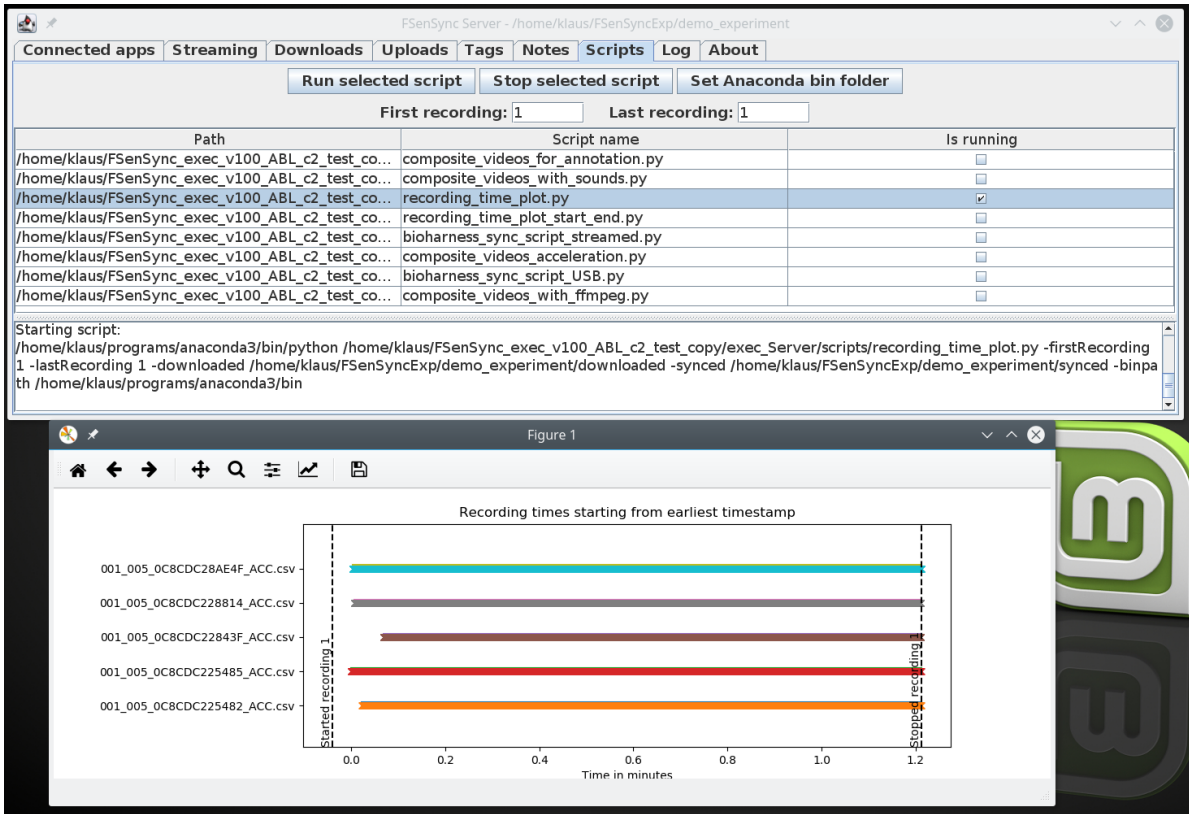 FSenSync Server - /home/klaus/FSenSyncExp/demo_experiment
Connected apps Streaming Downloads Uploads Tags Notes Scripts Log About
Run selected script Stop selected script Set Anaconda bin folder
First recording: 1 Last recording: 1
Path Script name Is running
/home/klaus/FSenSync_exec_v100_ABL_c2_test_co... composite_videos_for_annotation.py
/home/klaus/FSenSync_exec_v100_ABL_c2_test_co... composite_videos_with_sounds.py
/home/klaus/FSenSync_exec_v100_ABL_c2_test_co... recording_time_plot.py
/home/klaus/FSenSync_exec_v100_ABL_c2_test_co... recording_time_plot_start_end.py
/home/klaus/FSenSync_exec_v100_ABL_c2_test_co... bioharness_sync_script_streamed.py
/home/klaus/FSenSync_exec_v100_ABL_c2_test_co... composite_videos_acceleration.py
/home/klaus/FSenSync_exec_v100_ABL_c2_test_co... bioharness_sync_script_USB.py
/home/klaus/FSenSync_exec_v100_ABL_c2_test_co... composite_videos_with_ffmpeg.py
Starting script:
/home/klaus/programs/anaconda3/bin/python /home/klaus/FSenSync_exec_v100_ABL_c2_test_copy/exec_Server/scripts/recording_time_plot.py -firstRecording
1 -lastRecording 1 -downloaded /home/klaus/FSenSyncExp/demo_experiment/downloaded -synced /home/klaus/FSenSyncExp/demo_experiment/synced -binpa
th /home/klaus/programs/anaconda3/bin
Figure 1
Recording times starting from earliest timestamp
001_005_0C8CDC28AE4F_ACC.csv
001_005_0C8CDC228814_ACC.csv
001_005_0C8CDC22843F_ACC.csv
001_005_0C8CDC225485_ACC.csv
001_005_0C8CDC225482_ACC.csv
Started recording 1
Stopped recording 1
0.0 0.2 0.4 0.6 0.8 1.0 1.2
Time in minutes